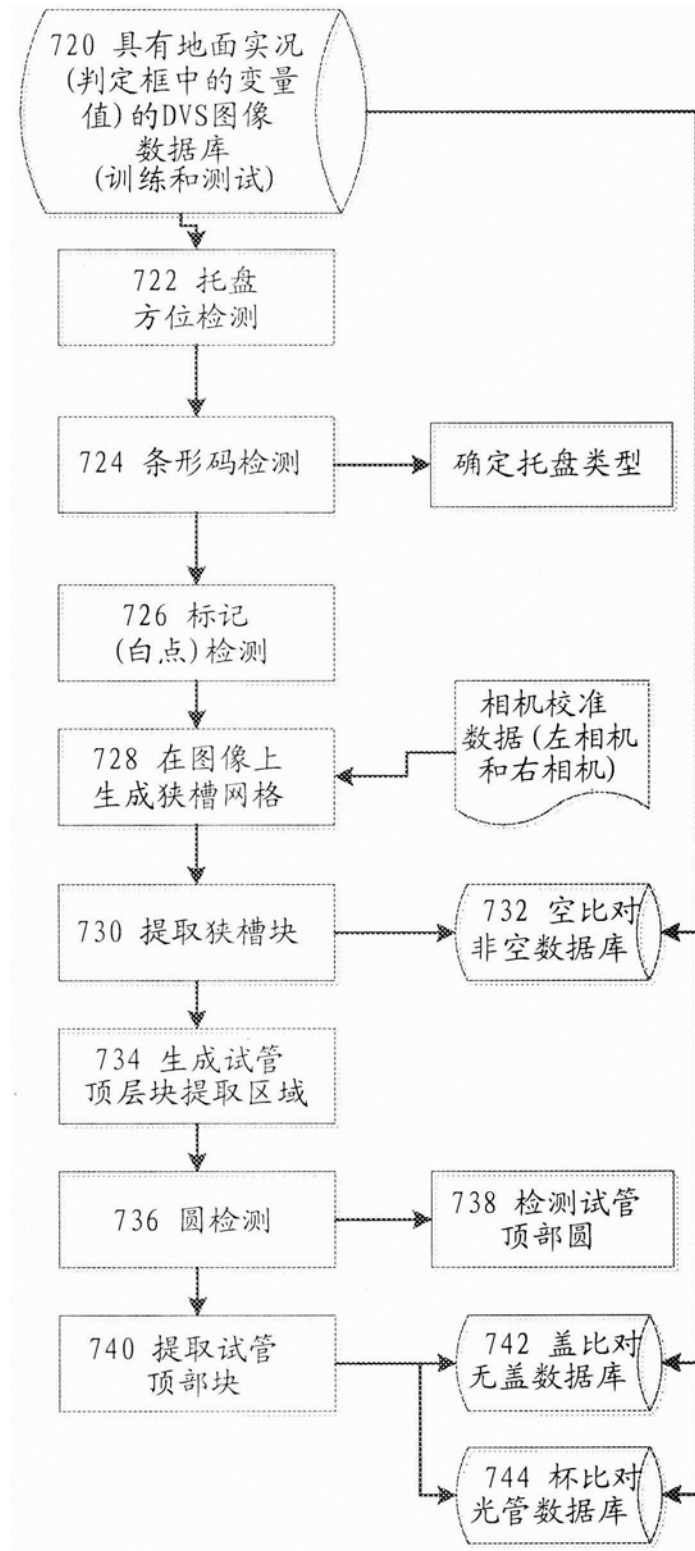 720 具有地面实况
(判定框中的变量
值)的DVS图像
数据库
(训练和测试)
722 托盘
方位检测
724 条形码检测
确定托盘类型
726 标记
(白点)检测
相机校准
数据(左相机
和右相机)
728 在图像上
生成狭槽网格
730 提取狭槽块
732 空比对
非空数据库
734 生成试管
顶层块提取区域
736 圆检测
738 检测试管
顶部圆
740 提取试管
顶部块
742 盖比对
无盖数据库
744 杯比对
光管数据库